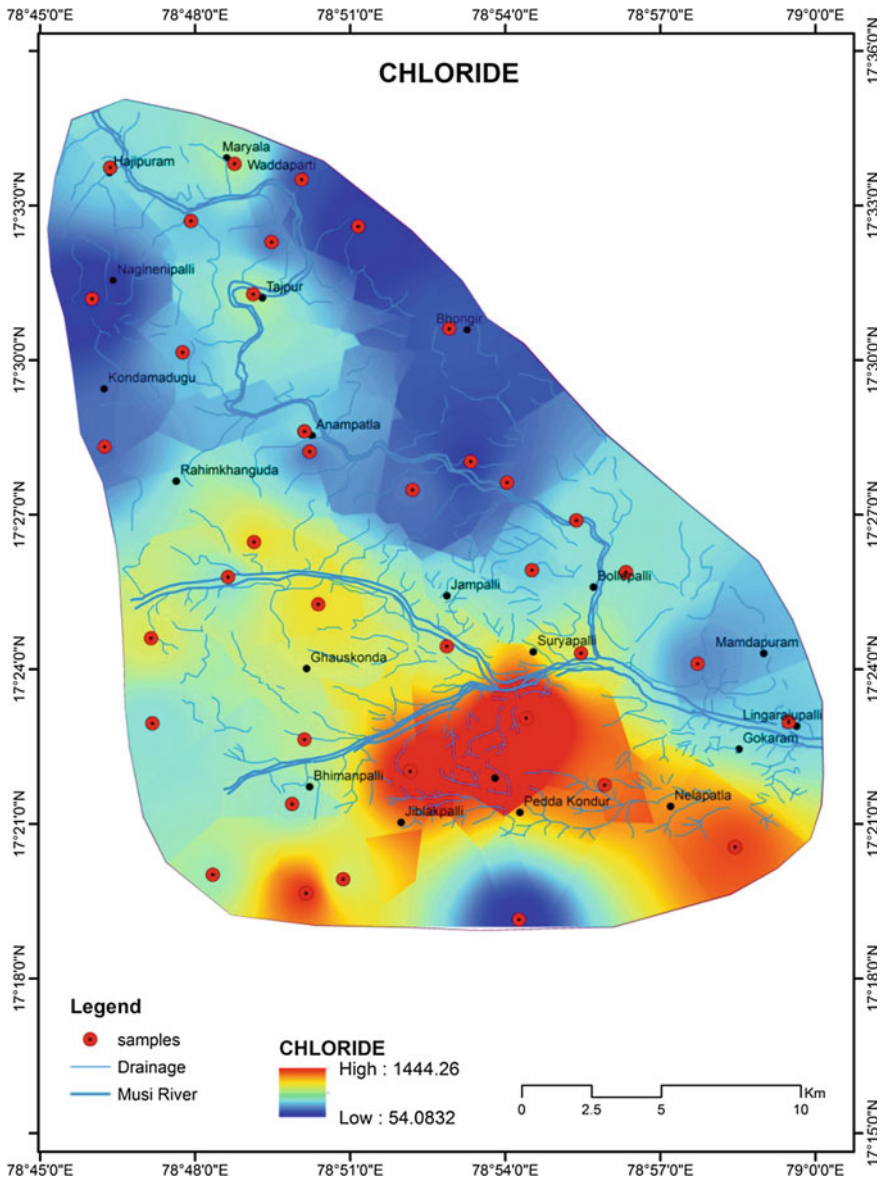 78°45'0"E 78°48'0"E 78°51'0"E 78°54'0"E 78°57'0"E 79°0'0"E
17°36'0"N
17°36'0"N
CHLORIDE
Maryala
Hajipuram
Waddaparti
17°33'0"N
17°33'0"N
Naginenipalli
Tajpur
Bhongir
17°30'0"N
17°30'0"N
Kondamadugu
Anampatla
Rahimkhanguda
17°27'0"N
17°27'0"N
Jampalli
Bollepalli
Suryapalli
Mamdapuram
Ghauskonda
17°24'0"N
17°24'0"N
Lingarajupalli
Gokaram
Bhimanpalli
Pedda Kondur
Nelapatla
Jiblakpalli
17°21'0"N
17°21'0"N
17°18'0"N
17°18'0"N
Legend
samples
Drainage
Musi River
CHLORIDE
High : 1444.26
Low : 54.0832
Km
0 2.5 5 10
17°15'0"N
17°15'0"N
78°45'0"E 78°48'0"E 78°51'0"E 78°54'0"E 78°57'0"E 79°0'0"E